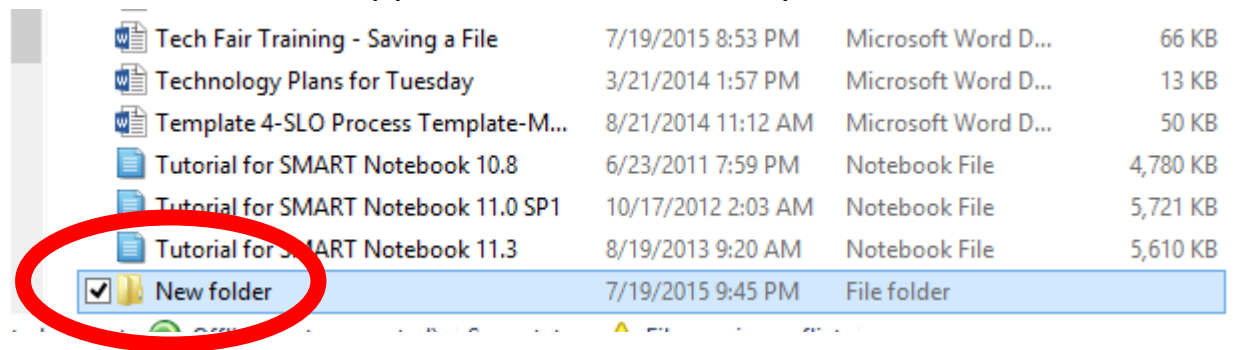 Tech Fair Training - Saving a File 7/19/2015 8:53 PM Microsoft Word D... 66 KB
Technology Plans for Tuesday 3/21/2014 1:57 PM Microsoft Word D... 13 KB
Template 4-SLO Process Template-M... 8/21/2014 11:12 AM Microsoft Word D... 50 KB
Tutorial for SMART Notebook 10.8 6/23/2011 7:59 PM Notebook File 4,780 KB
Tutorial for SMART Notebook 11.0 SP1 10/17/2012 2:03 AM Notebook File 5,721 KB
Tutorial for SMART Notebook 11.3 8/19/2013 9:20 AM Notebook File 5,610 KB
New folder 7/19/2015 9:45 PM File folder